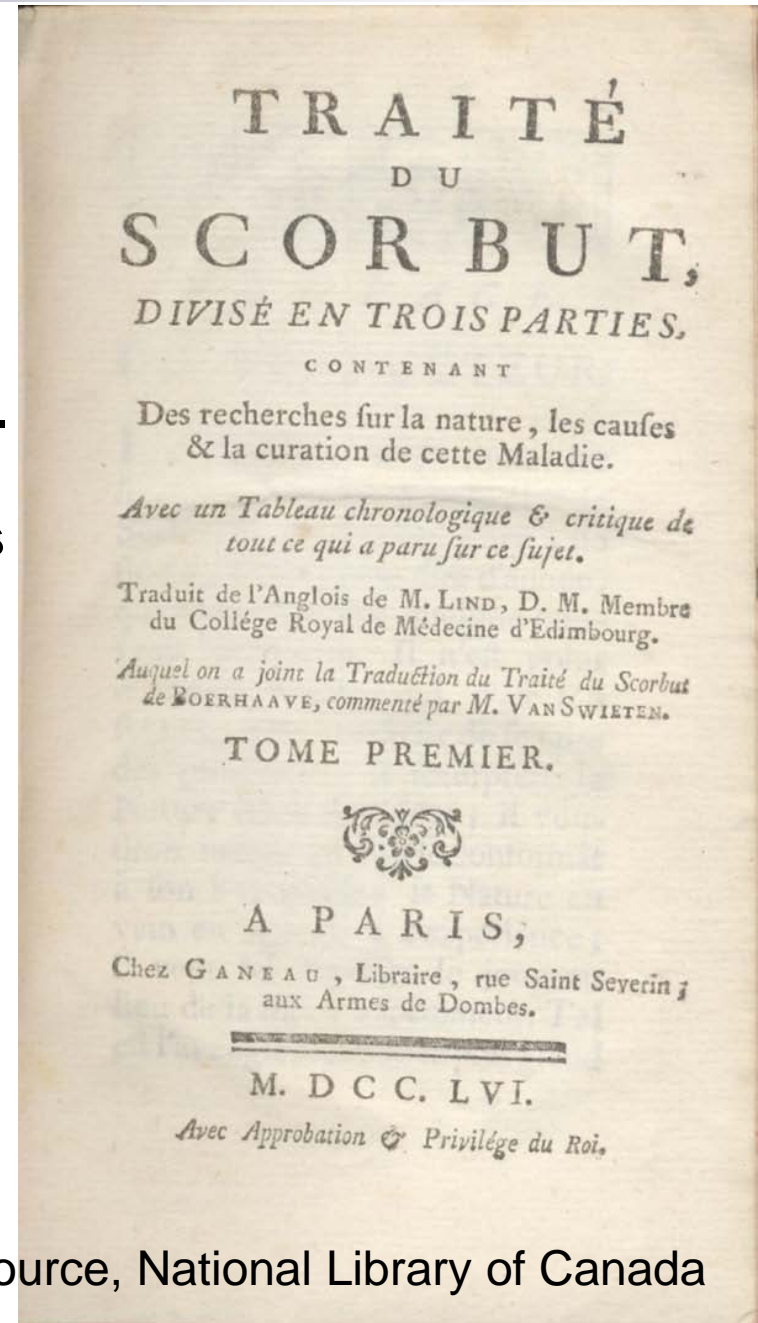 TRAITÉ
DU
SCORBUT,
DIVISÉ EN TROIS PARTIES,
CONTENANT
Des recherches ſur la nature, les cauſes
& la curation de cette Maladie.
Avec un Tableau chronologique & critique de
tout ce qui a paru ſur ce ſujet.
Traduit de l'Anglois de M. LIND, D. M. Membre
du Collége Royal de Médecine d'Edimbourg.
Auquel on a joint la Traduction du Traité du Scorbut
de BOERHAAVE, commenté par M. VAN SWIETEN.
TOME PREMIER.
A PARIS,
Chez GANEAU, Libraire, rue Saint Severin;
aux Armes de Dombes.
M. DCC. LVI.
Avec Approbation & Privilége du Roi.
ource, National Library of Canada